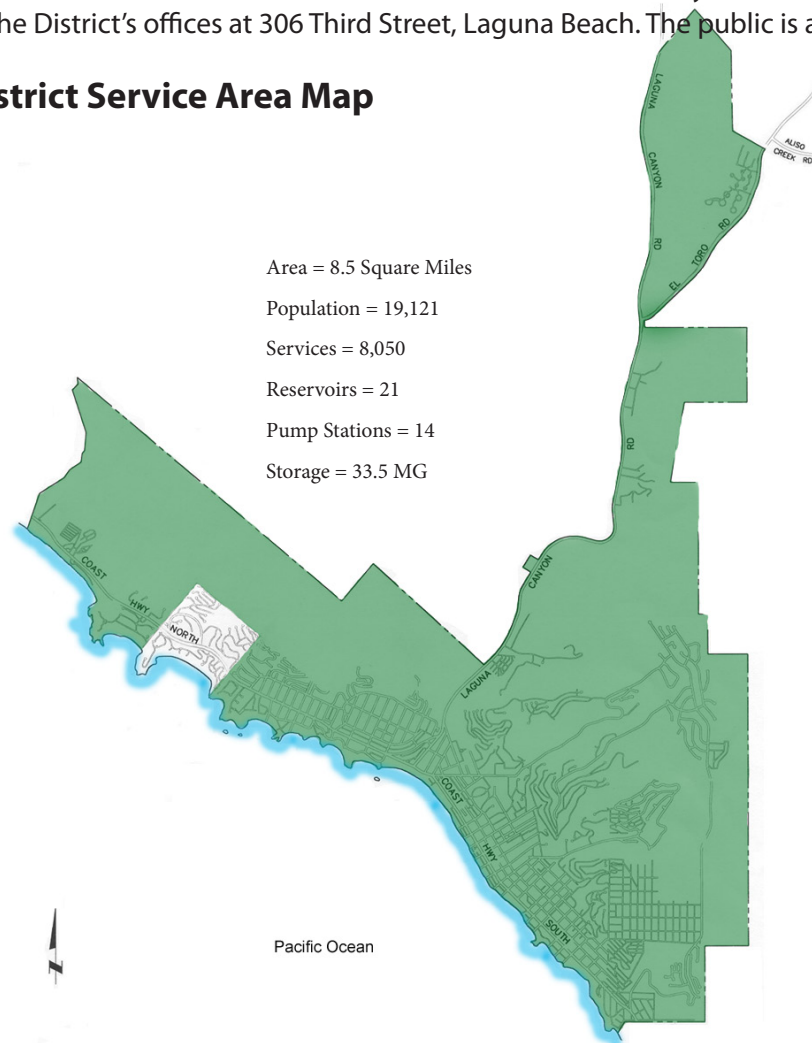 he District's offices at 306 Third Street, Laguna Beach. The public is a
strict Service Area Map
LAGUNA
CANYON
RD
ALISO
CREEK RD
EL TORO RD
Area = 8.5 Square Miles
Population = 19,121
Services = 8,050
Reservoirs = 21
Pump Stations = 14
Storage = 33.5 MG
RD
CANYON
LAGUNA
COAST
HWY
NORTH
COAST
HWY
SOUTH
Pacific Ocean